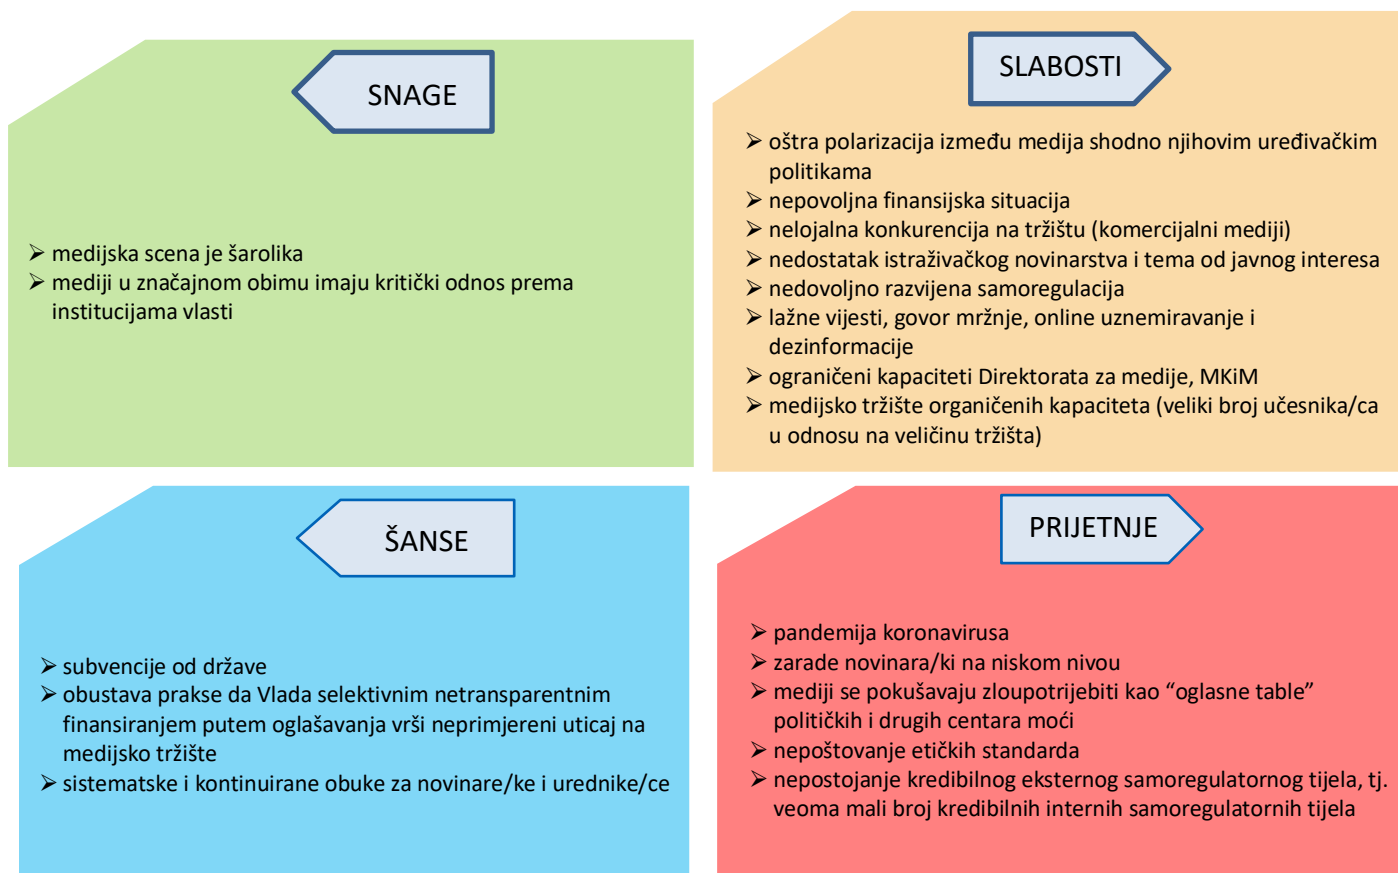 SNAGE
➢ medijska scena je šarolika
➢ mediji u značajnom obimu imaju kritički odnos prema
institucijama vlasti
SLABOSTI
➢ oštra polarizacija između medija shodno njihovim uređivačkim
politikama
➢ nepovoljna finansijska situacija
➢ nelojalna konkurencija na tržištu (komercijalni mediji)
➢ nedostatak istraživačkog novinarstva i tema od javnog interesa
➢ nedovoljno razvijena samoregulacija
➢ lažne vijesti, govor mržnje, online uznemiravanje i
dezinformacije
➢ ograničeni kapaciteti Direktorata za medije, MKiM
➢ medijsko tržište organičenih kapaciteta (veliki broj učesnika/ca
u odnosu na veličinu tržišta)
ŠANSE
➢ subvencije od države
➢ obustava prakse da Vlada selektivnim netransparentnim
finansiranjem putem oglašavanja vrši neprimjereni uticaj na
medijsko tržište
➢ sistematske i kontinuirane obuke za novinare/ke i urednike/ce
PRIJETNJE
➢ pandemija koronavirusa
➢ zarade novinara/ki na niskom nivou
➢ mediji se pokušavaju zloupotrijebiti kao “oglasne table”
političkih i drugih centara moći
➢ nepoštovanje etičkih standarda
➢ nepostojanje kredibilnog eksternog samoregulatornog tijela, tj.
veoma mali broj kredibilnih internih samoregulatornih tijela